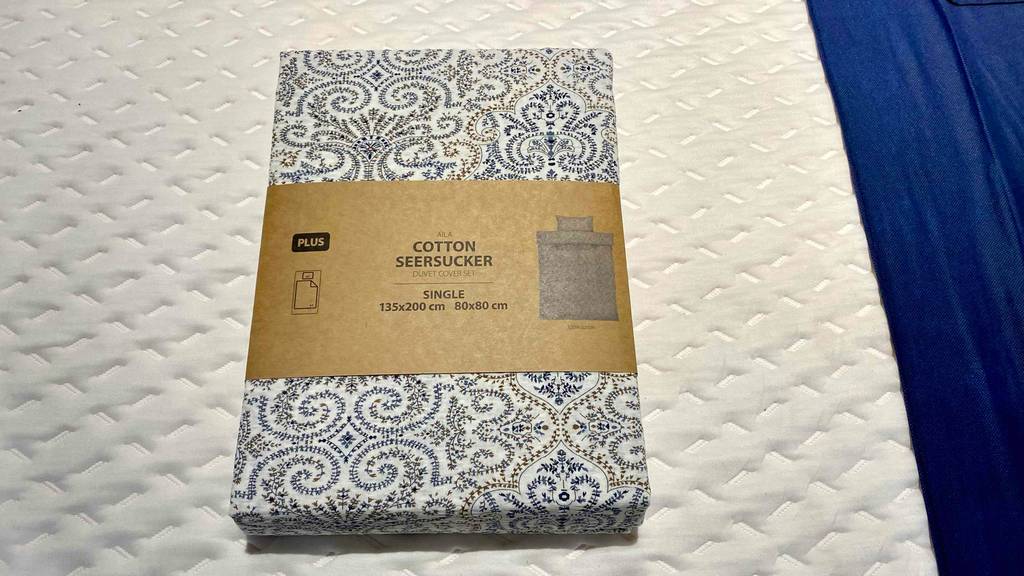 PLUS
AILA
COTTON
SEERSUCKER
DUVET COVER SET
SINGLE
135x200 cm 80x80 cm